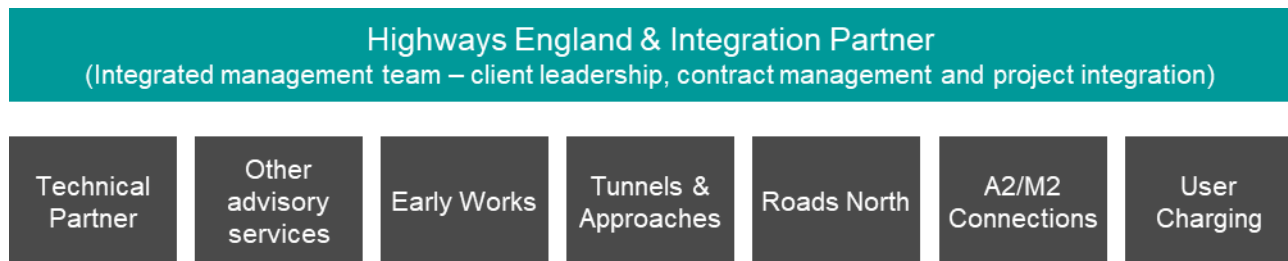 Highways England & Integration Partner
(Integrated management team – client leadership, contract management and project integration)
Technical
Partner
Other
advisory
services
Early Works
Tunnels &
Approaches
Roads North
A2/M2
Connections
User
Charging